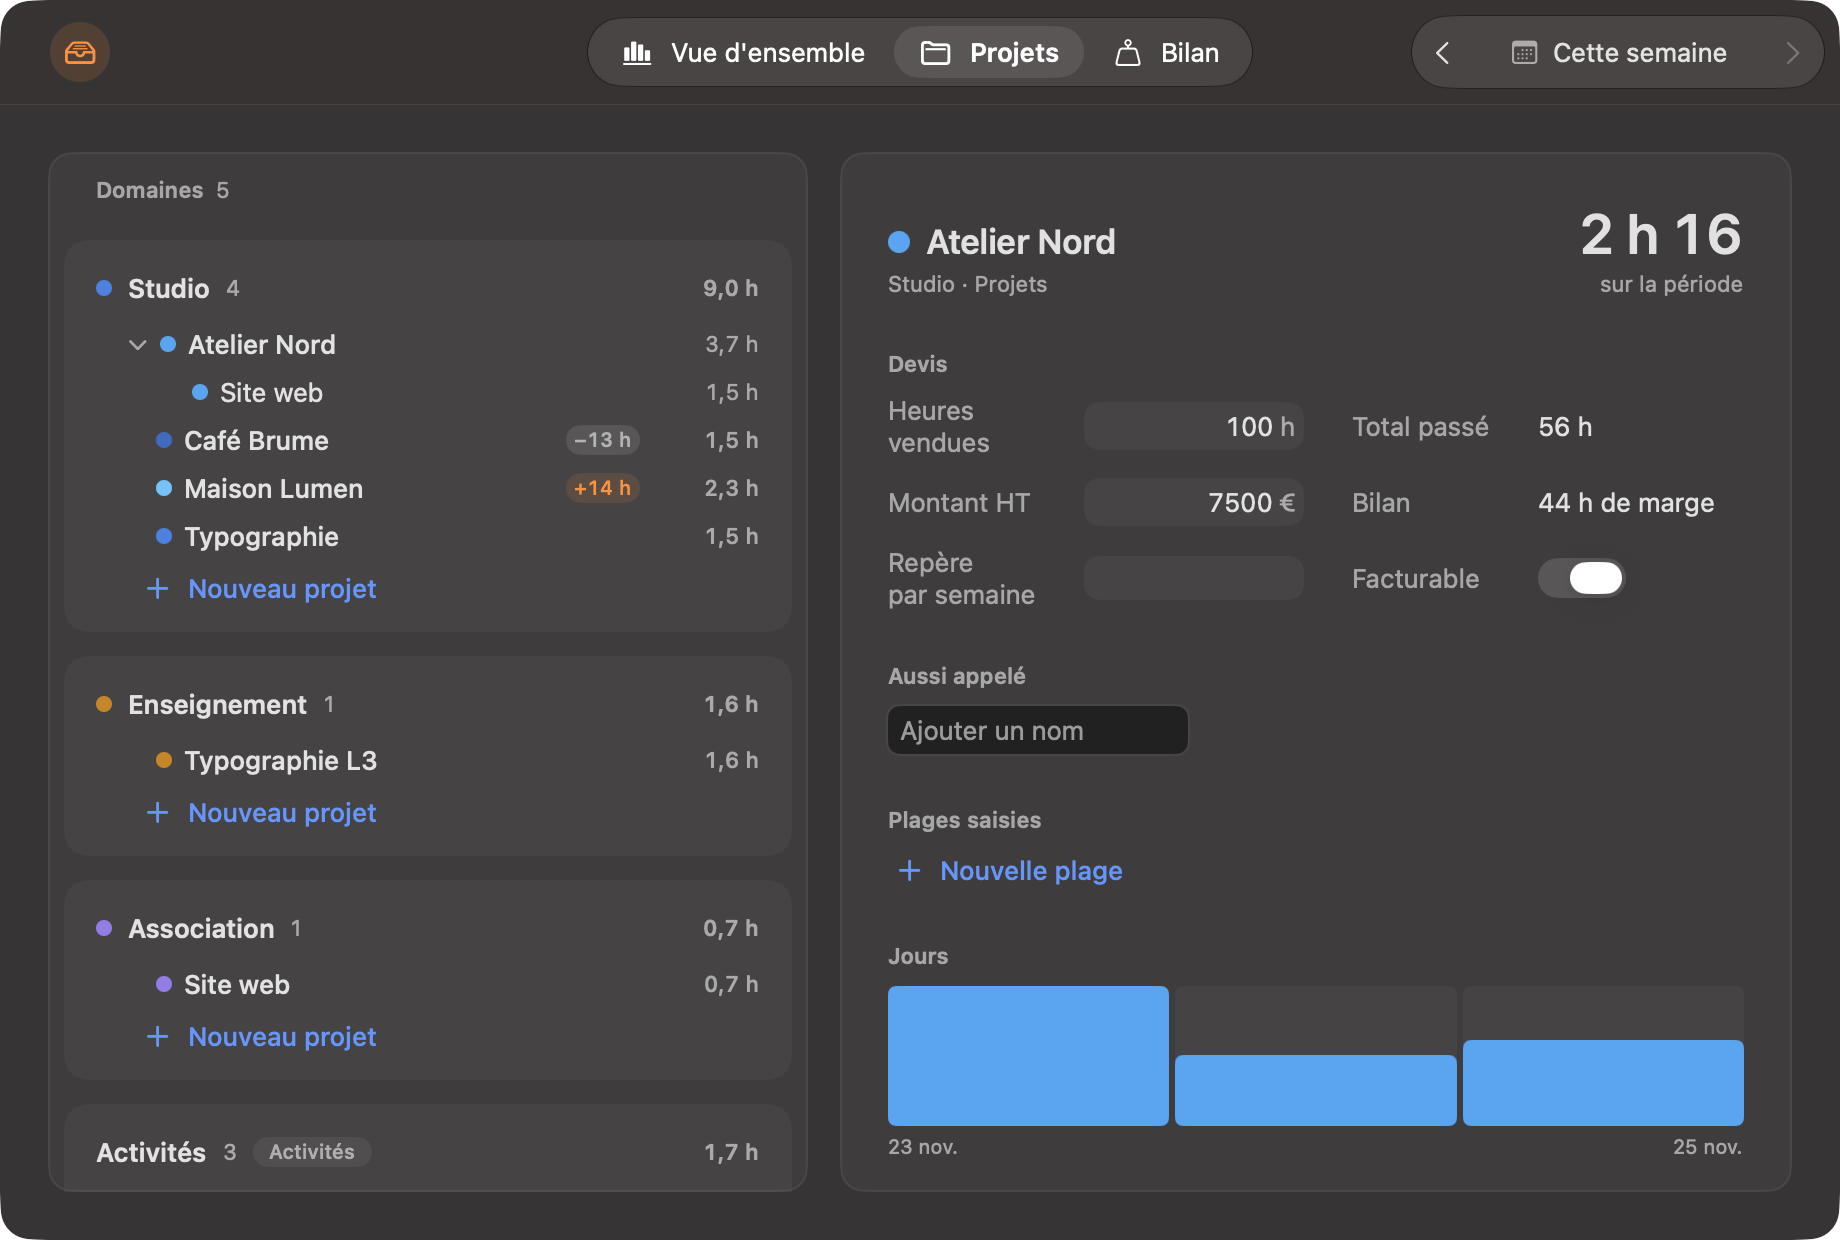 Vue d'ensemble
Projets
Bilan
Cette semaine
Domaines 5
Studio 4 9,0 h
Atelier Nord 3,7 h
Site web 1,5 h
Café Brume −13 h 1,5 h
Maison Lumen +14 h 2,3 h
Typographie 1,5 h
+ Nouveau projet
Enseignement 1 1,6 h
Typographie L3 1,6 h
+ Nouveau projet
Association 1 0,7 h
Site web 0,7 h
+ Nouveau projet
Activités 3 Activités 1,7 h
Atelier Nord
2 h 16
Studio · Projets
sur la période
Devis
Heures
vendues
100 h
Total passé
56 h
Montant HT
7500 €
Bilan
44 h de marge
Repère
par semaine
Facturable
Aussi appelé
Ajouter un nom
Plages saisies
+ Nouvelle plage
Jours
23 nov.
25 nov.